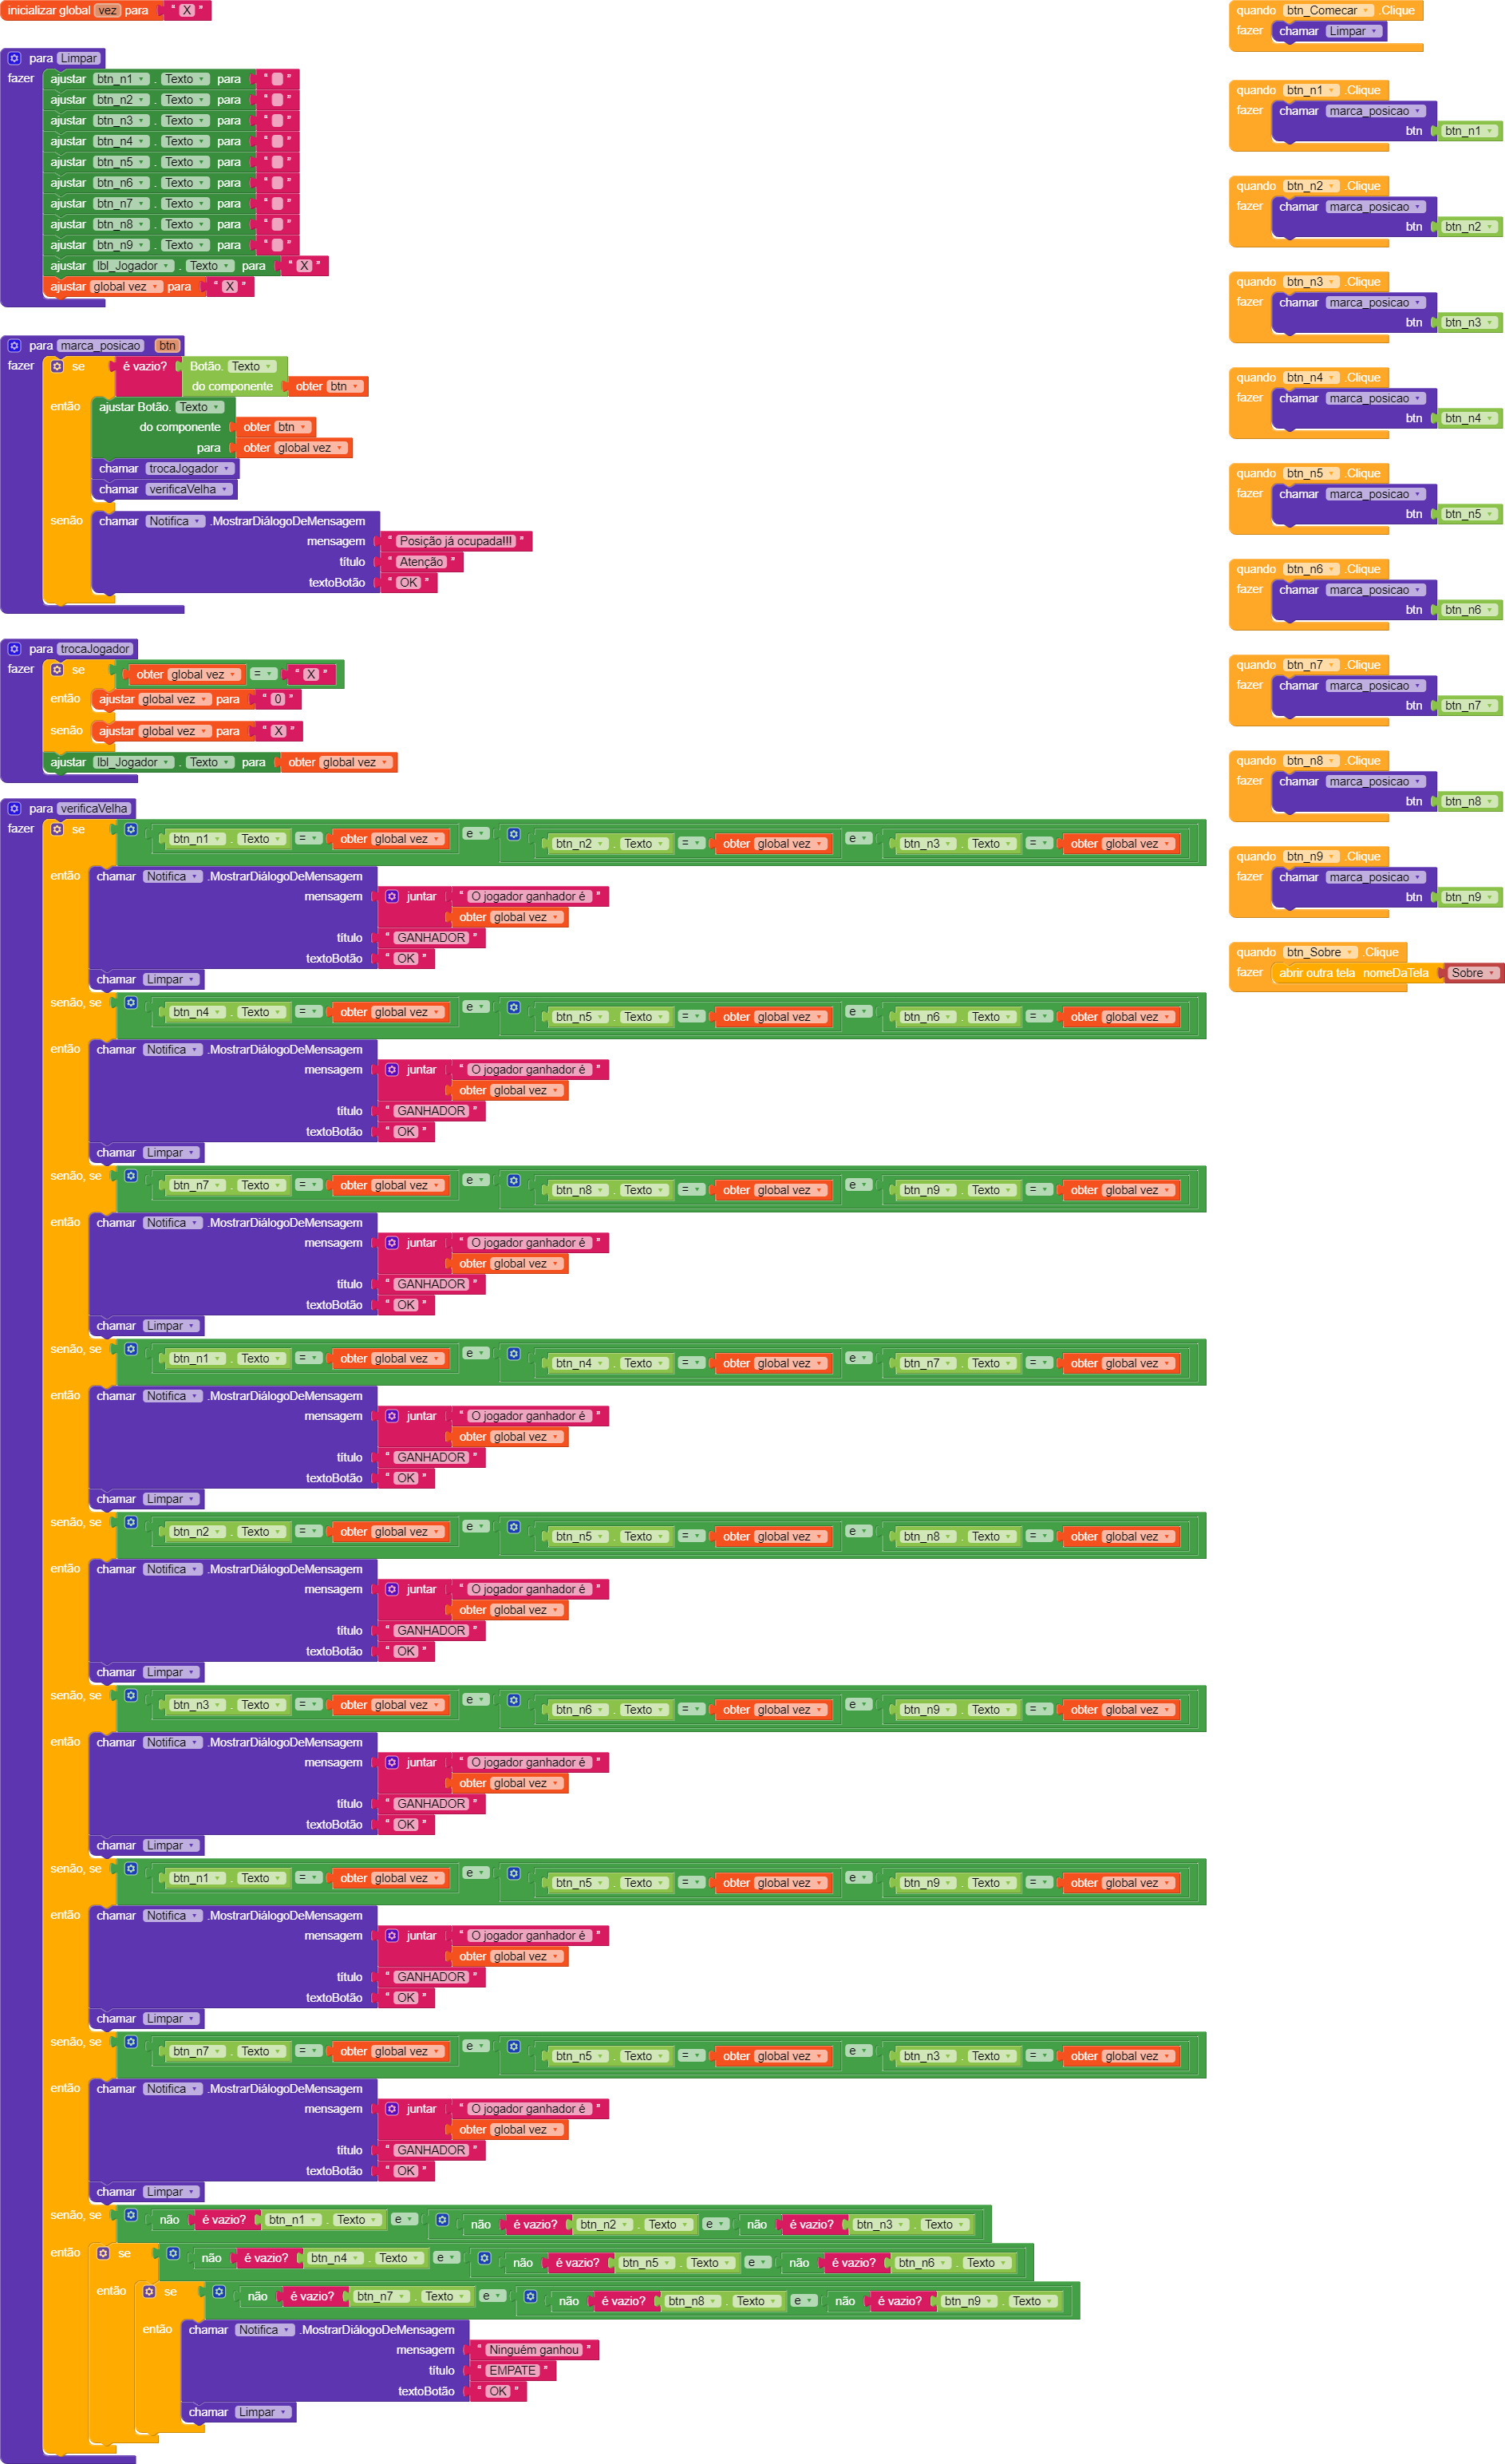 inicializar global vez para “ X ”
para Limpar
fazer ajustar btn_n1 . Texto para “ ”
ajustar btn_n2 . Texto para “ ”
ajustar btn_n3 . Texto para “ ”
ajustar btn_n4 . Texto para “ ”
ajustar btn_n5 . Texto para “ ”
ajustar btn_n6 . Texto para “ ”
ajustar btn_n7 . Texto para “ ”
ajustar btn_n8 . Texto para “ ”
ajustar btn_n9 . Texto para “ ”
ajustar lbl_Jogador . Texto para “ X ”
ajustar global vez para “ X ”
para marca_posicao btn
fazer se é vazio? Botão. Texto
do componente obter btn
então ajustar Botão. Texto
do componente obter btn
para obter global vez
chamar trocaJogador
chamar verificaVelha
senão chamar Notifica .MostrarDiálogoDeMensagem
mensagem “ Posição já ocupada!!! ”
título “ Atenção ”
textoBotão “ OK ”
para trocaJogador
fazer se obter global vez = “ X ”
então ajustar global vez para “ 0 ”
senão ajustar global vez para “ X ”
ajustar lbl_Jogador . Texto para obter global vez
para verificaVelha
fazer se btn_n1 . Texto = obter global vez e btn_n2 . Texto = obter global vez e btn_n3 . Texto = obter global vez
então chamar Notifica .MostrarDiálogoDeMensagem
mensagem juntar “ O jogador ganhador é ”
obter global vez
título “ GANHADOR ”
textoBotão “ OK ”
chamar Limpar
senão, se btn_n4 . Texto = obter global vez e btn_n5 . Texto = obter global vez e btn_n6 . Texto = obter global vez
então chamar Notifica .MostrarDiálogoDeMensagem
mensagem juntar “ O jogador ganhador é ”
obter global vez
título “ GANHADOR ”
textoBotão “ OK ”
chamar Limpar
senão, se btn_n7 . Texto = obter global vez e btn_n8 . Texto = obter global vez e btn_n9 . Texto = obter global vez
então chamar Notifica .MostrarDiálogoDeMensagem
mensagem juntar “ O jogador ganhador é ”
obter global vez
título “ GANHADOR ”
textoBotão “ OK ”
chamar Limpar
senão, se btn_n1 . Texto = obter global vez e btn_n4 . Texto = obter global vez e btn_n7 . Texto = obter global vez
então chamar Notifica .MostrarDiálogoDeMensagem
mensagem juntar “ O jogador ganhador é ”
obter global vez
título “ GANHADOR ”
textoBotão “ OK ”
chamar Limpar
senão, se btn_n2 . Texto = obter global vez e btn_n5 . Texto = obter global vez e btn_n8 . Texto = obter global vez
então chamar Notifica .MostrarDiálogoDeMensagem
mensagem juntar “ O jogador ganhador é ”
obter global vez
título “ GANHADOR ”
textoBotão “ OK ”
chamar Limpar
senão, se btn_n3 . Texto = obter global vez e btn_n6 . Texto = obter global vez e btn_n9 . Texto = obter global vez
então chamar Notifica .MostrarDiálogoDeMensagem
mensagem juntar “ O jogador ganhador é ”
obter global vez
título “ GANHADOR ”
textoBotão “ OK ”
chamar Limpar
senão, se btn_n1 . Texto = obter global vez e btn_n5 . Texto = obter global vez e btn_n9 . Texto = obter global vez
então chamar Notifica .MostrarDiálogoDeMensagem
mensagem juntar “ O jogador ganhador é ”
obter global vez
título “ GANHADOR ”
textoBotão “ OK ”
chamar Limpar
senão, se btn_n7 . Texto = obter global vez e btn_n5 . Texto = obter global vez e btn_n3 . Texto = obter global vez
então chamar Notifica .MostrarDiálogoDeMensagem
mensagem juntar “ O jogador ganhador é ”
obter global vez
título “ GANHADOR ”
textoBotão “ OK ”
chamar Limpar
senão, se não é vazio? btn_n1 . Texto e não é vazio? btn_n2 . Texto e não é vazio? btn_n3 . Texto
então se não é vazio? btn_n4 . Texto e não é vazio? btn_n5 . Texto e não é vazio? btn_n6 . Texto
então se não é vazio? btn_n7 . Texto e não é vazio? btn_n8 . Texto e não é vazio? btn_n9 . Texto
então chamar Notifica .MostrarDiálogoDeMensagem
mensagem “ Ninguém ganhou ”
título “ EMPATE ”
textoBotão “ OK ”
chamar Limpar
quando btn_Comecar .Clique
fazer chamar Limpar
quando btn_n1 .Clique
fazer chamar marca_posicao
btn btn_n1
quando btn_n2 .Clique
fazer chamar marca_posicao
btn btn_n2
quando btn_n3 .Clique
fazer chamar marca_posicao
btn btn_n3
quando btn_n4 .Clique
fazer chamar marca_posicao
btn btn_n4
quando btn_n5 .Clique
fazer chamar marca_posicao
btn btn_n5
quando btn_n6 .Clique
fazer chamar marca_posicao
btn btn_n6
quando btn_n7 .Clique
fazer chamar marca_posicao
btn btn_n7
quando btn_n8 .Clique
fazer chamar marca_posicao
btn btn_n8
quando btn_n9 .Clique
fazer chamar marca_posicao
btn btn_n9
quando btn_Sobre .Clique
fazer abrir outra tela nomeDaTela Sobre